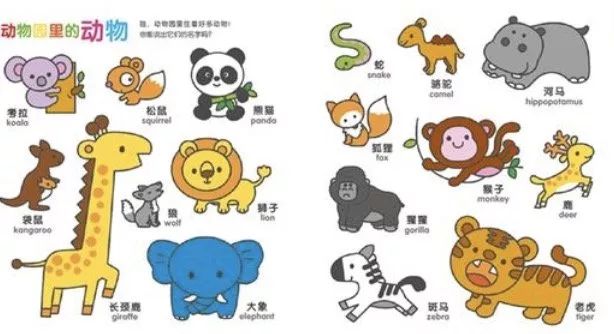 动物园里的动物
哇，动物园里住着好多动物！
你能说出它们的名字吗？
考拉
koala
松鼠
squirrel
熊猫
panda
袋鼠
kangaroo
狼
wolf
狮子
lion
长颈鹿
giraffe
大象
elephant
蛇
snake
骆驼
camel
河马
hippopotamus
狐狸
fox
猴子
monkey
鹿
deer
猩猩
gorilla
斑马
zebra
老虎
tiger